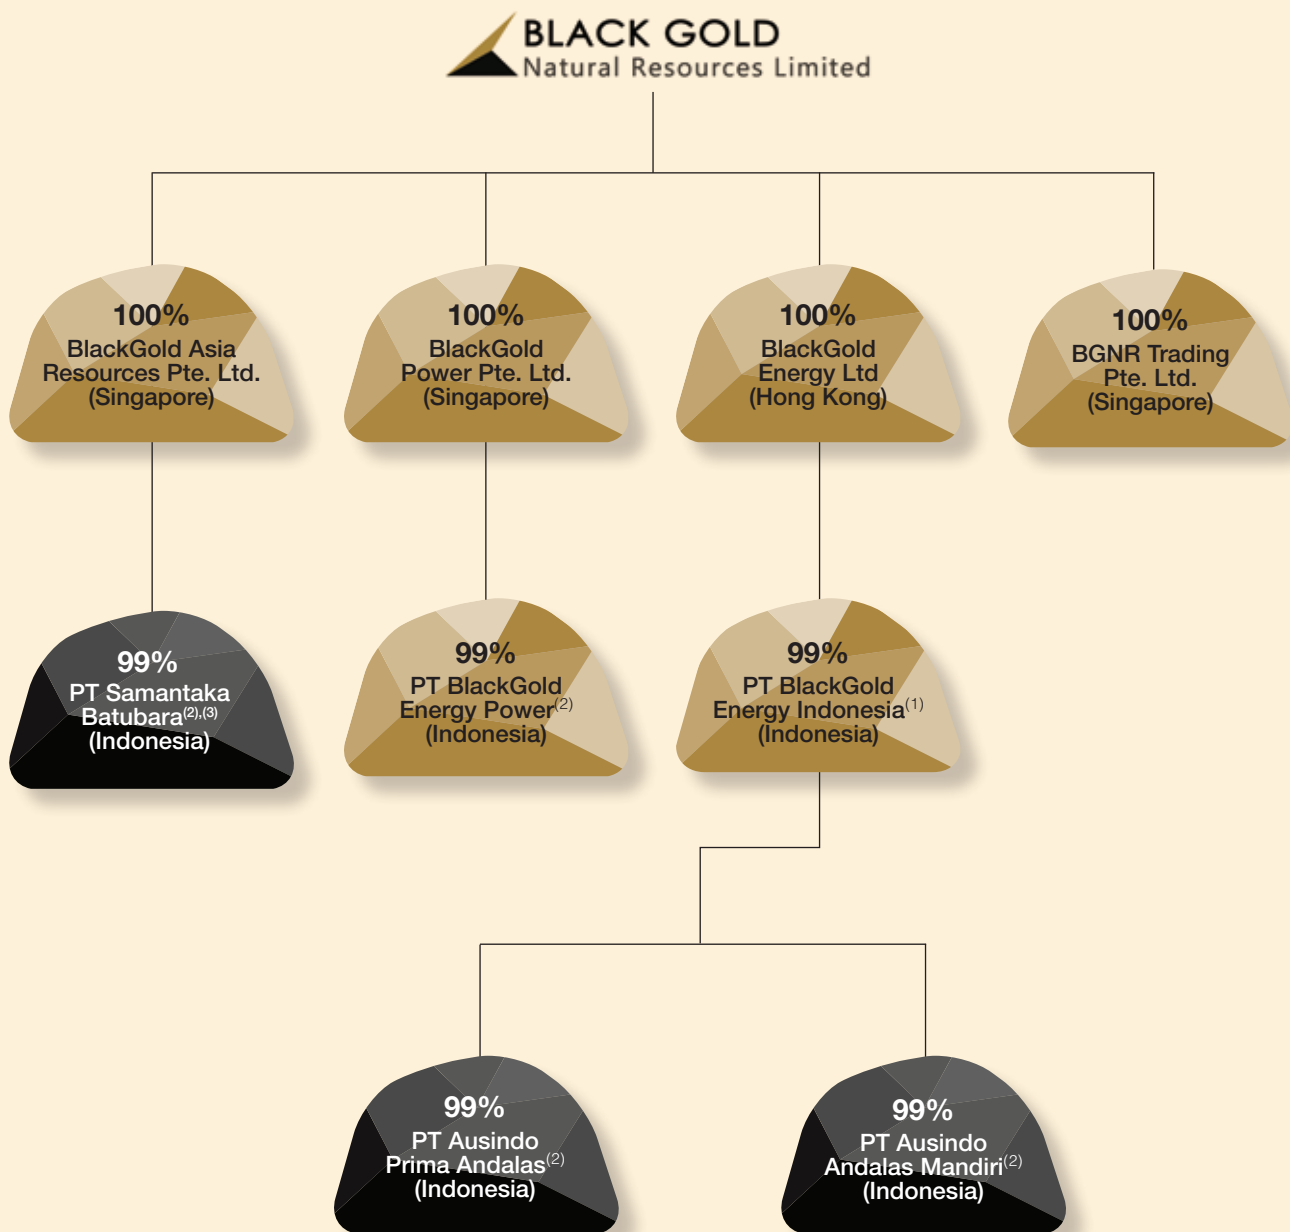 BLACK GOLD
Natural Resources Limited
100%
BlackGold Asia
Resources Pte. Ltd.
(Singapore)
100%
BlackGold
Power Pte. Ltd.
(Singapore)
100%
BlackGold
Energy Ltd
(Hong Kong)
100%
BGNR Trading
Pte. Ltd.
(Singapore)
99%
PT Samantaka
Batubara(2),(3)
(Indonesia)
99%
PT BlackGold
Energy Power(2)
(Indonesia)
99%
PT BlackGold
Energy Indonesia(1)
(Indonesia)
99%
PT Ausindo
Prima Andalas(2)
(Indonesia)
99%
PT Ausindo
Andalas Mandiri(2)
(Indonesia)